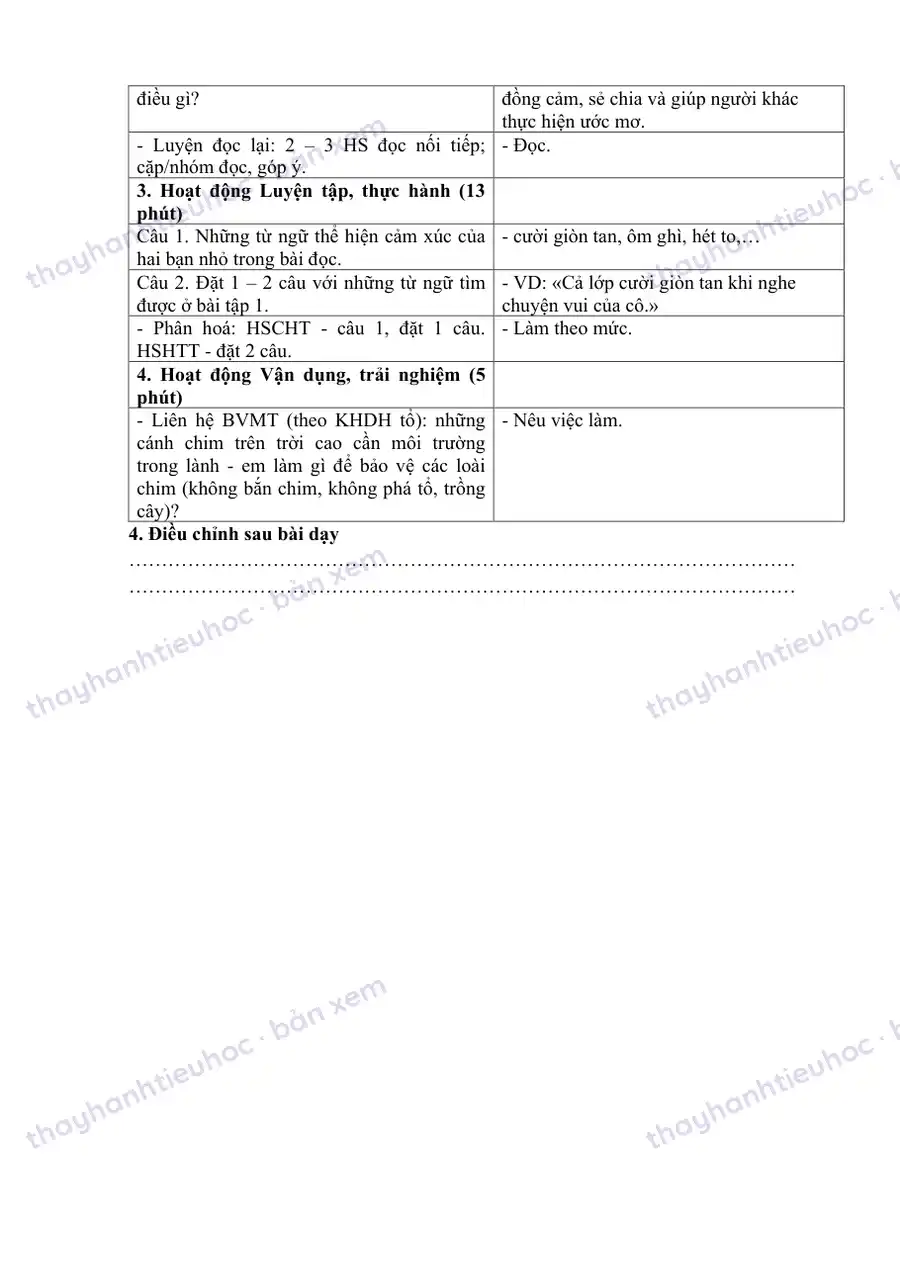 điều gì?
đồng cảm, sẻ chia và giúp người khác
thực hiện ước mơ.
- Luyện đọc lại: 2 – 3 HS đọc nối tiếp;
cặp/nhóm đọc, góp ý.
- Đọc.
3. Hoạt động Luyện tập, thực hành (13
phút)
Câu 1. Những từ ngữ thể hiện cảm xúc của
hai bạn nhỏ trong bài đọc.
- cười giòn tan, ôm ghì, hét to,…
Câu 2. Đặt 1 – 2 câu với những từ ngữ tìm
được ở bài tập 1.
- VD: «Cả lớp cười giòn tan khi nghe
chuyện vui của cô.»
- Phân hoá: HSCHT - câu 1, đặt 1 câu.
HSHTT - đặt 2 câu.
- Làm theo mức.
4. Hoạt động Vận dụng, trải nghiệm (5
phút)
- Liên hệ BVMT (theo KHDH tổ): những
cánh chim trên trời cao cần môi trường
trong lành - em làm gì để bảo vệ các loài
chim (không bắn chim, không phá tổ, trồng
cây)?
- Nêu việc làm.
4. Điều chỉnh sau bài dạy
…………………………………………………………………………………………
…………………………………………………………………………………………
thayhanhtieuhoc · bản xem
thayhanhtieuhoc · b
thayhanhtieuhoc · bản xem
thayhanhtieuhoc · b
thayhanhtieuhoc · bản xem
thayhanhtieuhoc · b